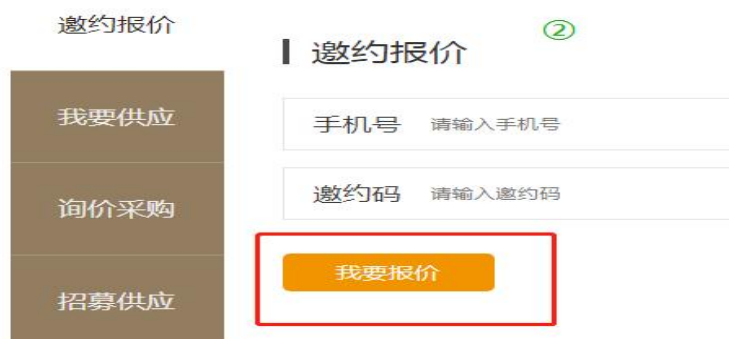 邀约报价
我要供应
询价采购
招募供应
邀约报价
②
手机号 请输入手机号
邀约码 请输入邀约码
我要报价